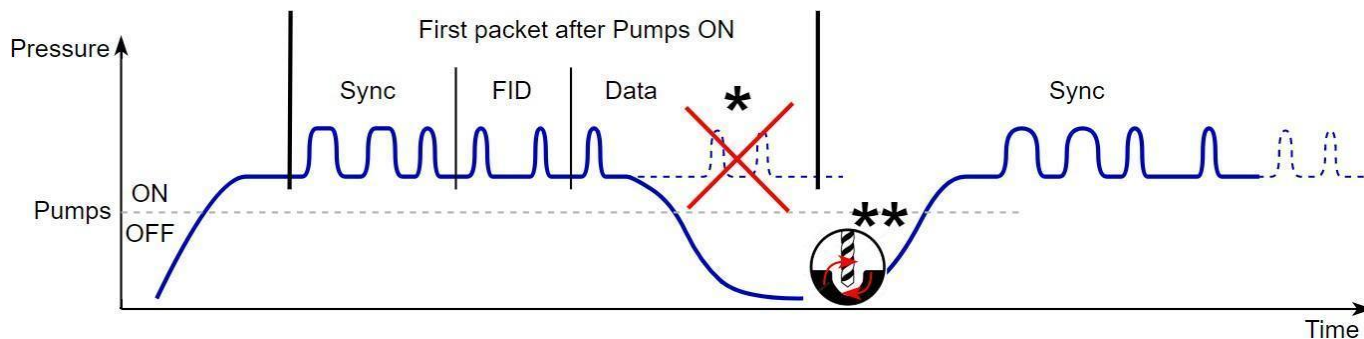 First packet after Pumps ON
Pressure
Sync
FID
Data
*
Sync
ON
Pumps
OFF
**
Time